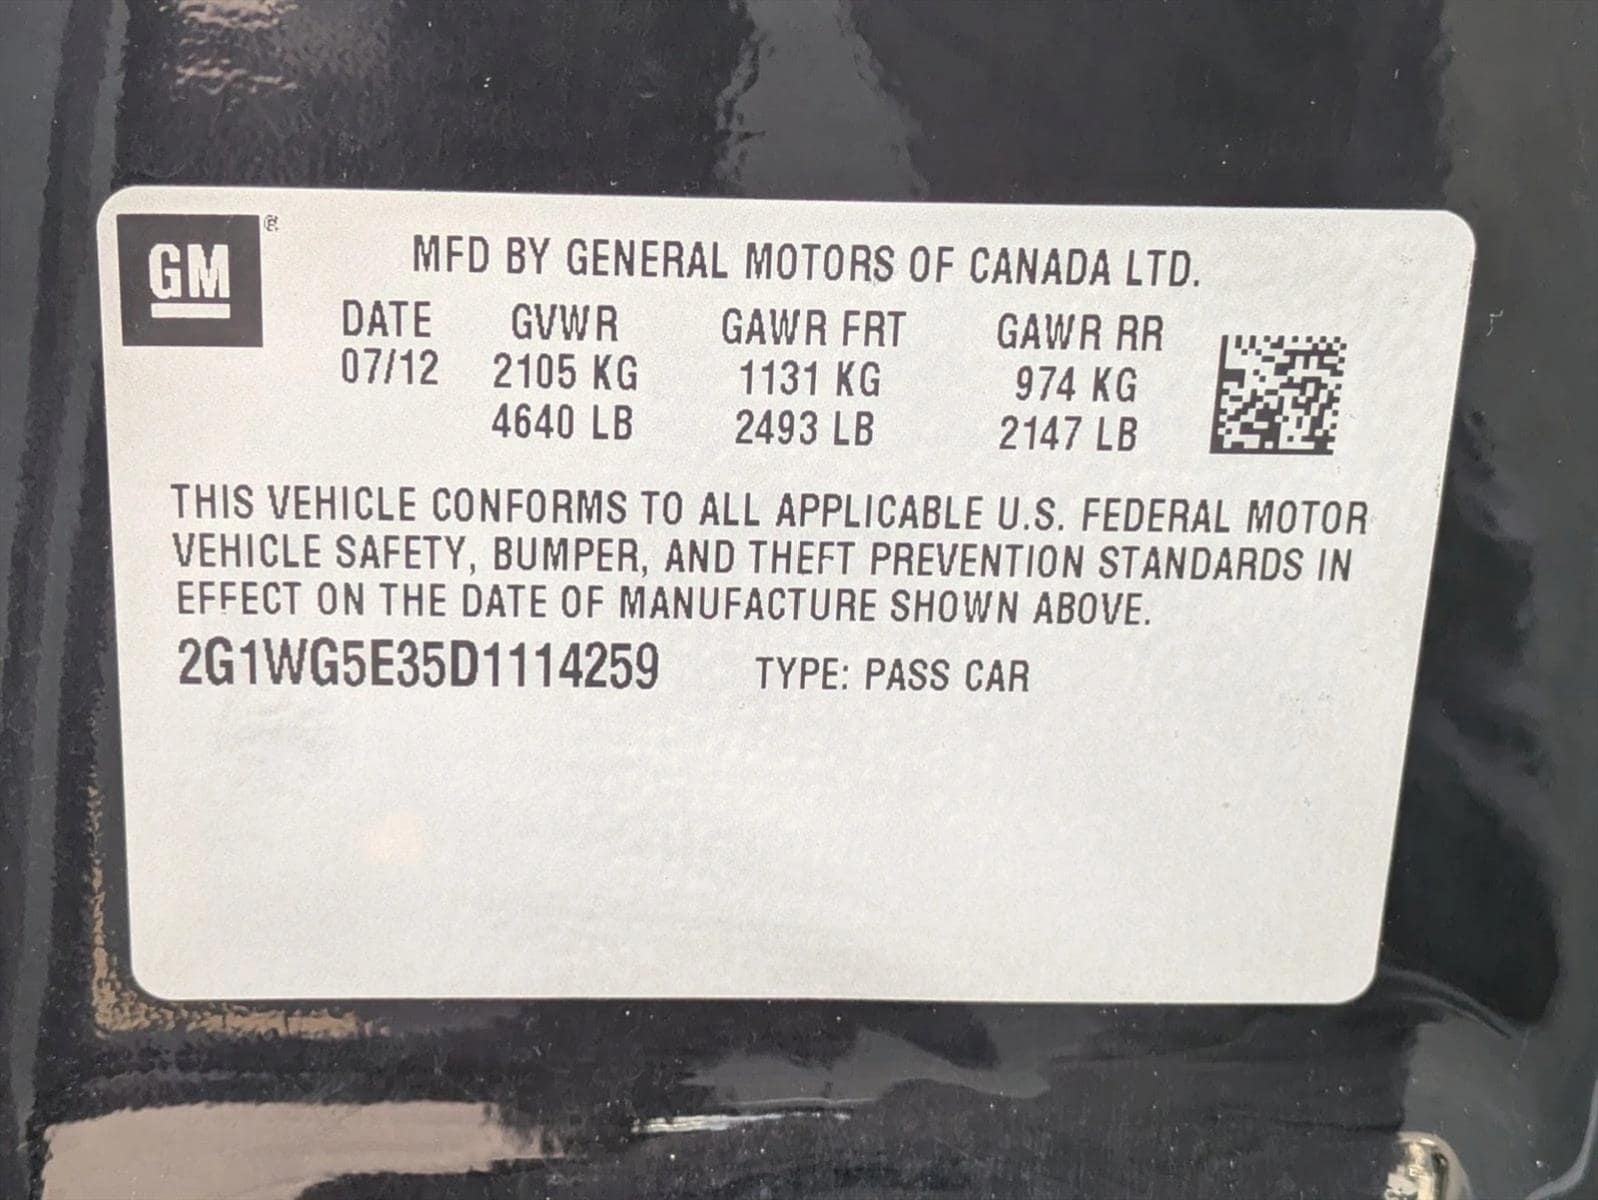 GM ®
MFD BY GENERAL MOTORS OF CANADA LTD.
DATE GVWR GAWR FRT GAWR RR
07/12 2105 KG 1131 KG 974 KG
4640 LB 2493 LB 2147 LB
THIS VEHICLE CONFORMS TO ALL APPLICABLE U.S. FEDERAL MOTOR
VEHICLE SAFETY, BUMPER, AND THEFT PREVENTION STANDARDS IN
EFFECT ON THE DATE OF MANUFACTURE SHOWN ABOVE.
2G1WG5E35D1114259 TYPE: PASS CAR